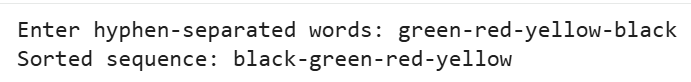 Enter hyphen-separated words: green-red-yellow-black
Sorted sequence: black-green-red-yellow